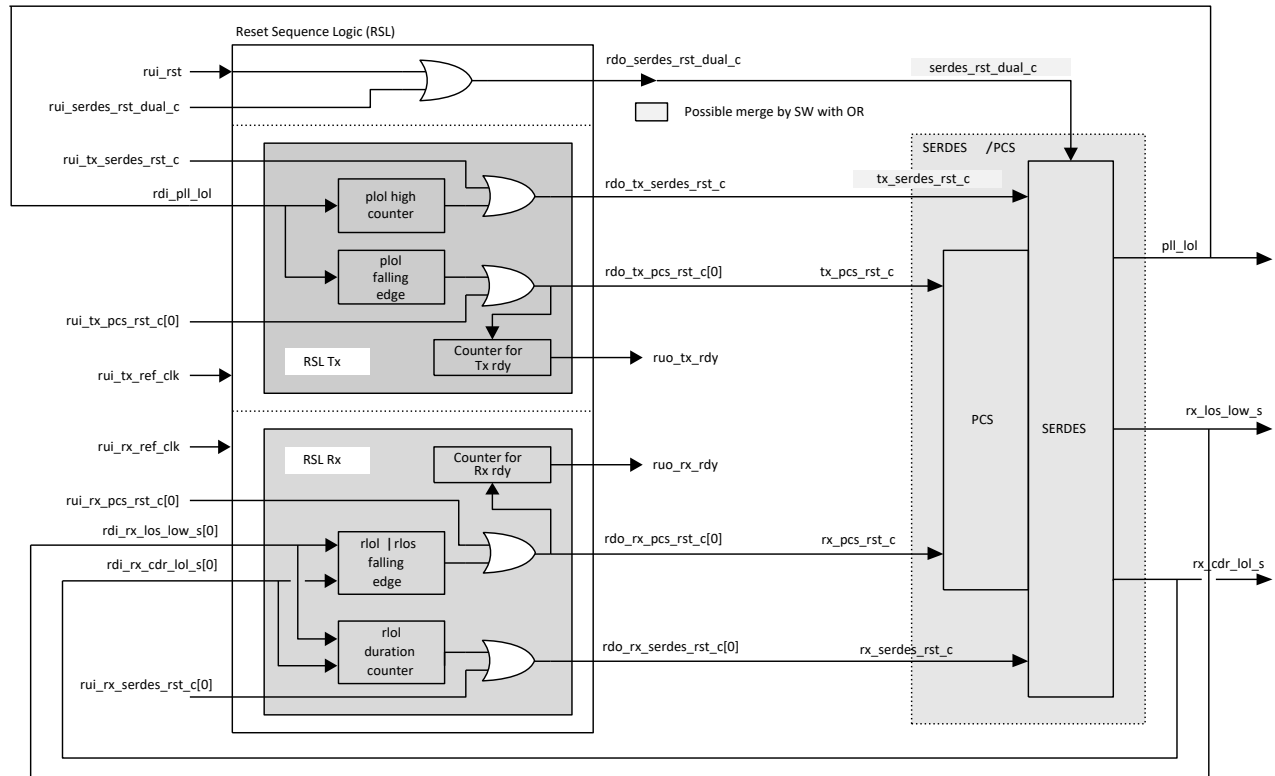 Reset Sequence Logic (RSL)
rui_rst
rdo_serdes_rst_dual_c
serdes_rst_dual_c
rui_serdes_rst_dual_c
Possible merge by SW with OR
SERDES /PCS
rui_tx_serdes_rst_c
rdi_pll_lol
plol high
counter
rdo_tx_serdes_rst_c
tx_serdes_rst_c
pll_lol
plol
falling
edge
rdo_tx_pcs_rst_c[0]
tx_pcs_rst_c
rui_tx_pcs_rst_c[0]
RSL Tx
Counter for
Tx rdy
ruo_tx_rdy
rui_tx_ref_clk
PCS
SERDES
rx_los_low_s
rui_rx_ref_clk
RSL Rx
Counter for
Rx rdy
ruo_rx_rdy
rui_rx_pcs_rst_c[0]
rdi_rx_los_low_s[0]
rdi_rx_cdr_lol_s[0]
rlol | rlos
falling
edge
rdo_rx_pcs_rst_c[0]
rx_pcs_rst_c
rx_cdr_lol_s
rlol
duration
counter
rdo_rx_serdes_rst_c[0]
rx_serdes_rst_c
rui_rx_serdes_rst_c[0]